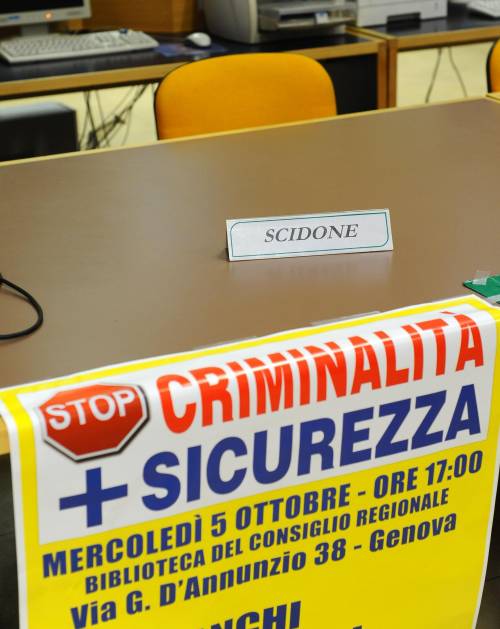 SCIDONE
STOP CRIMINALITÀ
+ SICUREZZA
MERCOLEDÌ 5 OTTOBRE - ORE 17:00
BIBLIOTECA DEL CONSIGLIO REGIONALE
Via G. D'Annunzio 38 - Genova